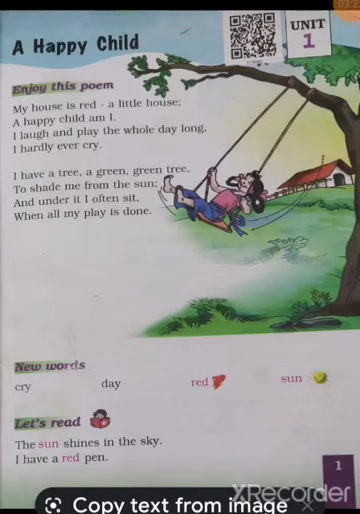 03:2
UNIT
1
A Happy Child
Enjoy this poem
My house is red - a little house;
A happy child am I.
I laugh and play the whole day long,
I hardly ever cry.
I have a tree, a green, green tree,
To shade me from the sun;
And under it I often sit,
When all my play is done.
New words
cry day red sun
Let's read
The sun shines in the sky.
I have a red pen.
1
XRecorder
Copy text from image